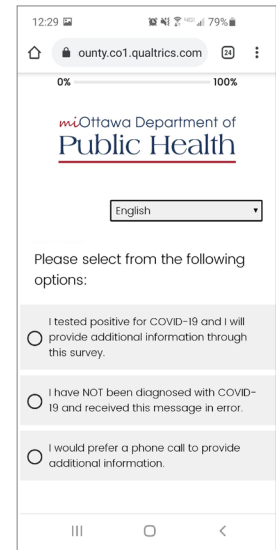 12:29 79%
ounty.co1.qualtrics.com 24
0% 100%
miOttawa Department of
Public Health
English
Please select from the following
options:
I tested positive for COVID-19 and I will
provide additional information through
this survey.
I have NOT been diagnosed with COVID-
19 and received this message in error.
I would prefer a phone call to provide
additional information.